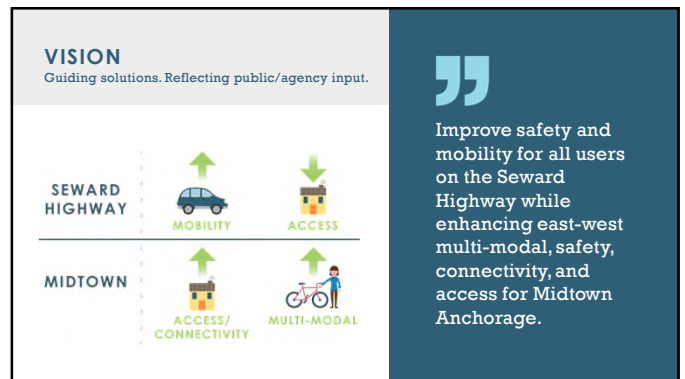 VISION
Guiding solutions. Reflecting public/agency input.
SEWARD
HIGHWAY
MOBILITY
ACCESS
MIDTOWN
ACCESS/
CONNECTIVITY
MULTI-MODAL
”
Improve safety and
mobility for all users
on the Seward
Highway while
enhancing east-west
multi-modal, safety,
connectivity, and
access for Midtown
Anchorage.